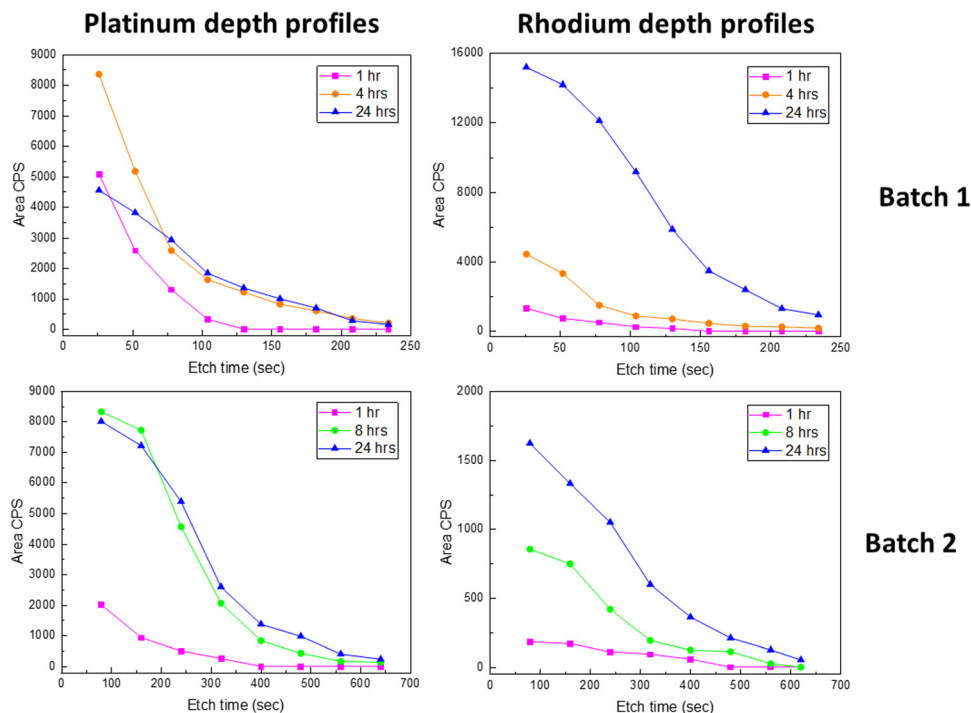 Platinum depth profiles
Rhodium depth profiles
9000
8000
7000
6000
5000
4000
3000
2000
1000
0
Area CPS
1 hr
4 hrs
24 hrs
0 50 100 150 200 250
Etch time (sec)
16000
12000
8000
4000
0
Area CPS
1 hr
4 hrs
24 hrs
0 50 100 150 200 250
Etch time (sec)
Batch 1
9000
8000
7000
6000
5000
4000
3000
2000
1000
0
Area CPS
1 hr
8 hrs
24 hrs
0 100 200 300 400 500 600 700
Etch time (sec)
2000
1500
1000
500
0
Area CPS
1 hr
8 hrs
24 hrs
0 100 200 300 400 500 600 700
Etch time (sec)
Batch 2